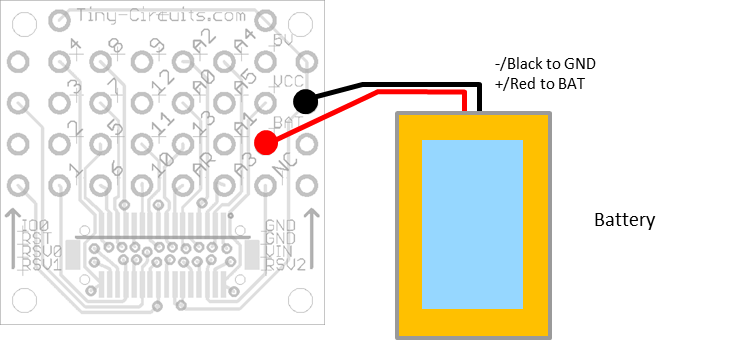 Tiny-Circuits.com
4
8
9
A2
A4
5V
3
7
12
A0
A5
VCC
2
5
11
13
A1
BAT
1
6
10
AR
A3
NC
IO0
RST
RSV0
RSV1
GND
GND
VIN
RSV2
-/Black to GND
+/Red to BAT
Battery